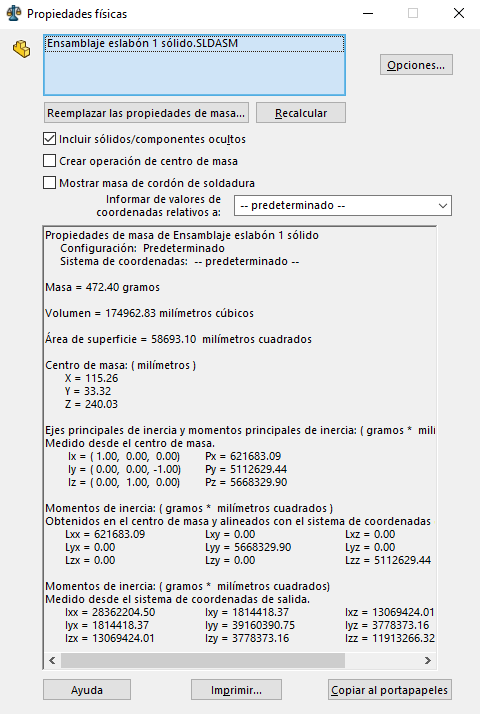 Propiedades físicas
Ensamblaje eslabón 1 sólido.SLDASM
Opciones...
Reemplazar las propiedades de masa... Recalcular
Incluir sólidos/componentes ocultos
Crear operación de centro de masa
Mostrar masa de cordón de soldadura
Informar de valores de
coordenadas relativos a: -- predeterminado --
Propiedades de masa de Ensamblaje eslabón 1 sólido
Configuración: Predeterminado
Sistema de coordenadas: -- predeterminado --
Masa = 472.40 gramos
Volumen = 174962.83 milímetros cúbicos
Área de superficie = 58693.10 milímetros cuadrados
Centro de masa: ( milímetros )
X = 115.26
Y = 33.32
Z = 240.03
Ejes principales de inercia y momentos principales de inercia: ( gramos * milí
Medido desde el centro de masa.
Ix = ( 1.00, 0.00, 0.00) Px = 621683.09
Iy = ( 0.00, 0.00, -1.00) Py = 5112629.44
Iz = ( 0.00, 1.00, 0.00) Pz = 5668329.90
Momentos de inercia: ( gramos * milímetros cuadrados )
Obtenidos en el centro de masa y alineados con el sistema de coordenadas
Lxx = 621683.09 Lxy = 0.00 Lxz = 0.00
Lyx = 0.00 Lyy = 5668329.90 Lyz = 0.00
Lzx = 0.00 Lzy = 0.00 Lzz = 5112629.44
Momentos de inercia: ( gramos * milímetros cuadrados)
Medido desde el sistema de coordenadas de salida.
Ixx = 28362204.50 Ixy = 1814418.37 Ixz = 13069424.01
Iyx = 1814418.37 Iyy = 39160390.75 Iyz = 3778373.16
Izx = 13069424.01 Izy = 3778373.16 Izz = 11913266.32
Ayuda Imprimir... Copiar al portapapeles